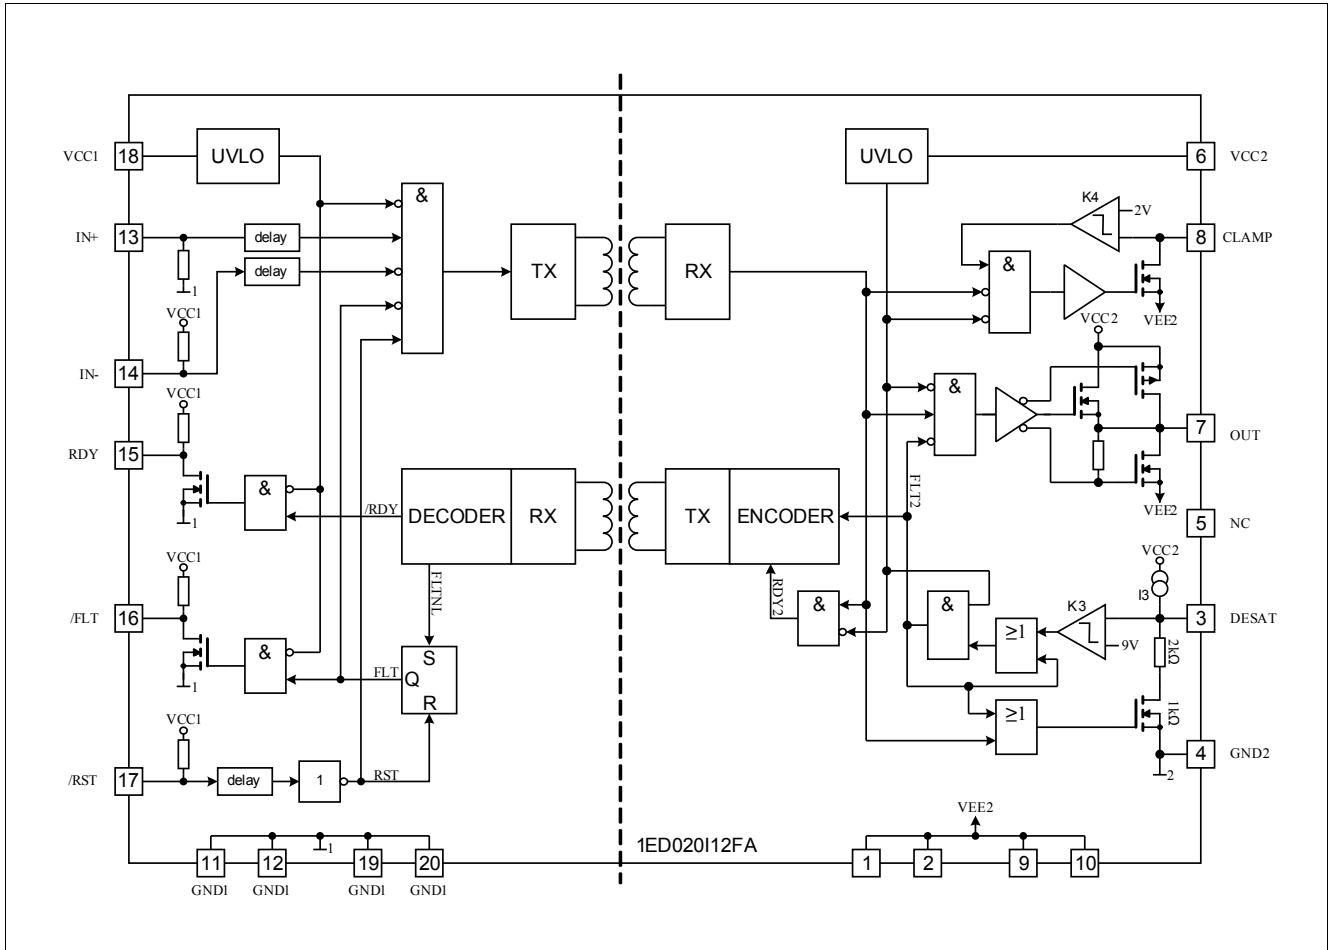 VCC1
18
UVLO
UVLO
6
VCC2
&
K4
2V
IN+
13
delay
8
CLAMP
delay
TX
RX
&
1
VEE2
VCC1
VCC2
IN-
14
&
VCC1
7
OUT
RDY
15
FLT2
&
/RDY
DECODER
RX
TX
ENCODER
1
VEE2
5
NC
VCC1
VCC2
I3
FLTNL
RDY2
&
&
K3
/FLT
16
≥1
3
DESAT
9V
&
S
2kΩ
FLT
Q
1
R
≥1
1kΩ
VCC1
/RST
17
delay
1
RST
4
GND2
2
VEE2
1
1ED020I12FA
11
12
19
20
1
2
9
10
GND1
GND1
GND1
GND1